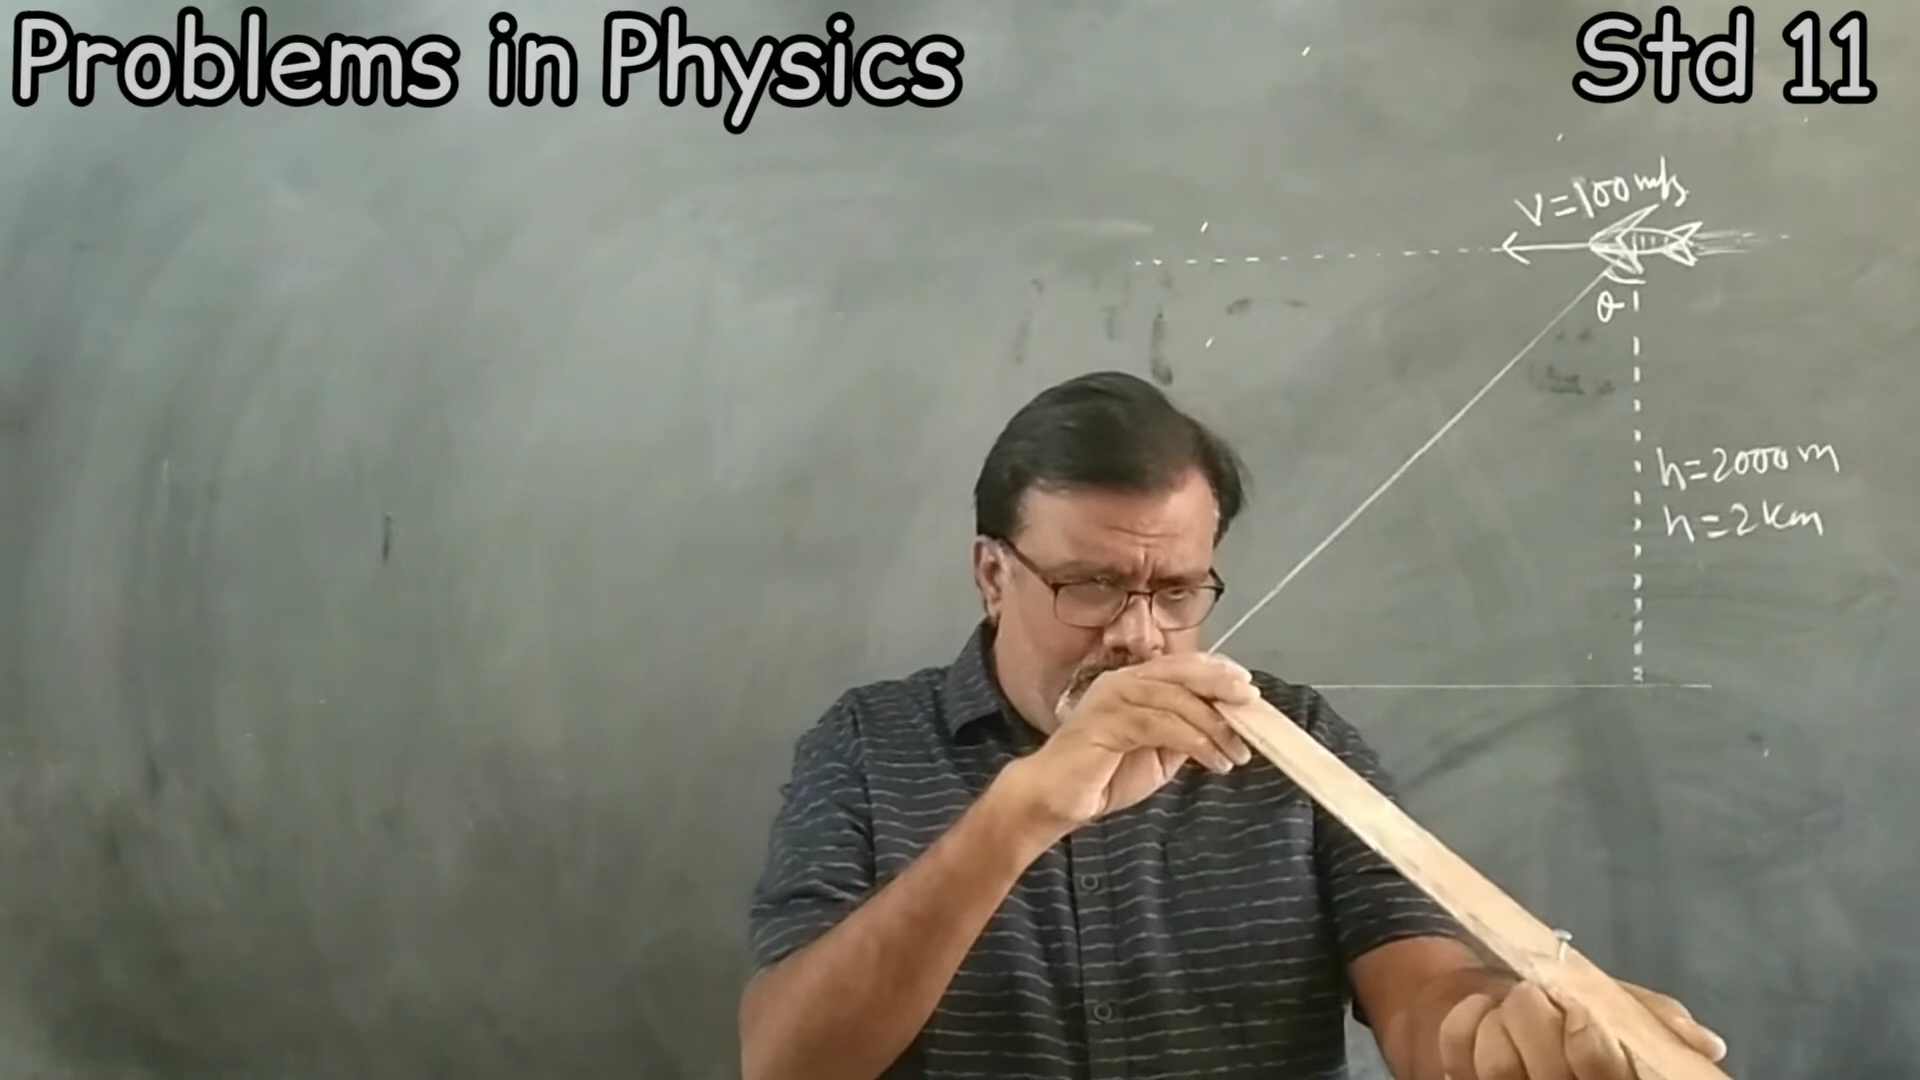 Problems in Physics
Std 11
V=100 m/s
θ
h=2000 m
h=2 km